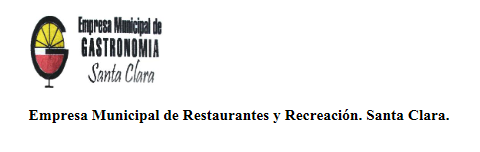 Empresa Municipal de
GASTRONOMIA
Santa Clara
Empresa Municipal de Restaurantes y Recreación. Santa Clara.